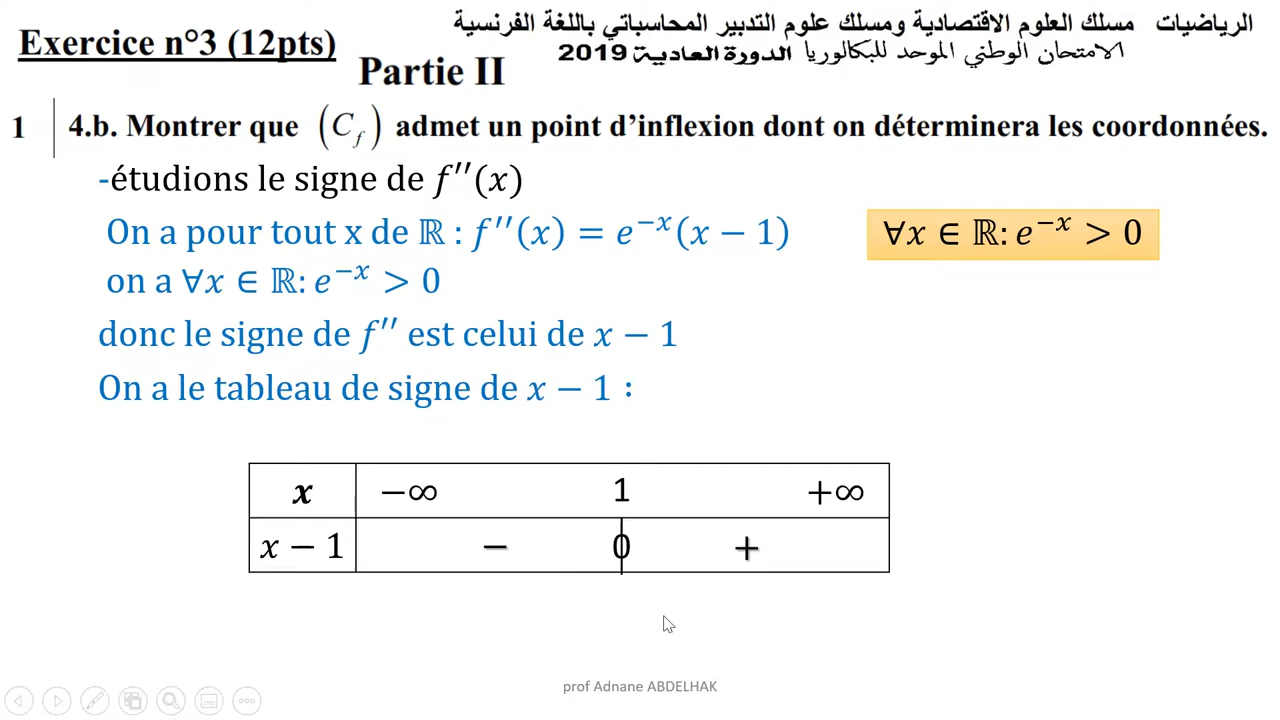 الرياضيات مسلك العلوم الاقتصادية ومسلك علوم التدبير المحاسباتي باللغة الفرنسية
الامتحان الوطني الموحد للبكالوريا الدورة العادية 2019
Exercice n°3 (12pts)
Partie II
1 4.b. Montrer que (C_f) admet un point d’inflexion dont on déterminera les coordonnées.
-étudions le signe de f′′(x)
On a pour tout x de ℝ : f′′(x) = e^{−x}(x − 1)
∀x ∈ ℝ: e^{−x} > 0
on a ∀x ∈ ℝ: e^{−x} > 0
donc le signe de f′′ est celui de x − 1
On a le tableau de signe de x − 1 :
x −∞ 1 +∞
x − 1 − 0 +
prof Adnane ABDELHAK